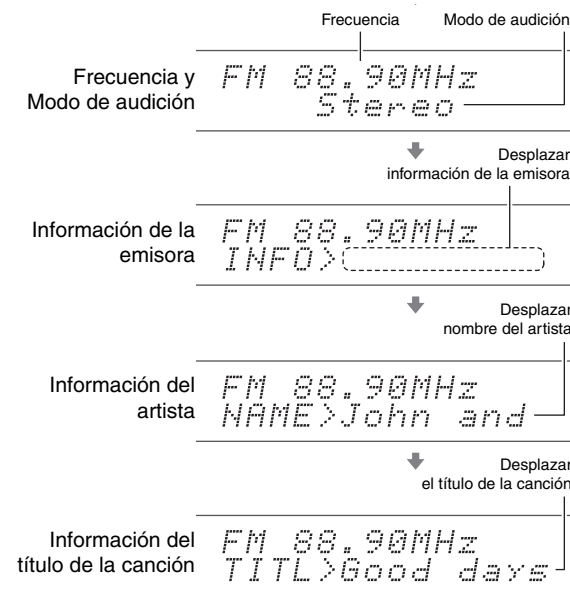 Frecuencia Modo de audición
Frecuencia y
Modo de audición
FM 88.90MHz
Stereo
Desplazar
información de la emisora
Información de la
emisora
FM 88.90MHz
INFO>
Desplazar
nombre del artista
Información del
artista
FM 88.90MHz
NAME>John and
Desplazar
el título de la canción
Información del
título de la canción
FM 88.90MHz
TITL>Good days